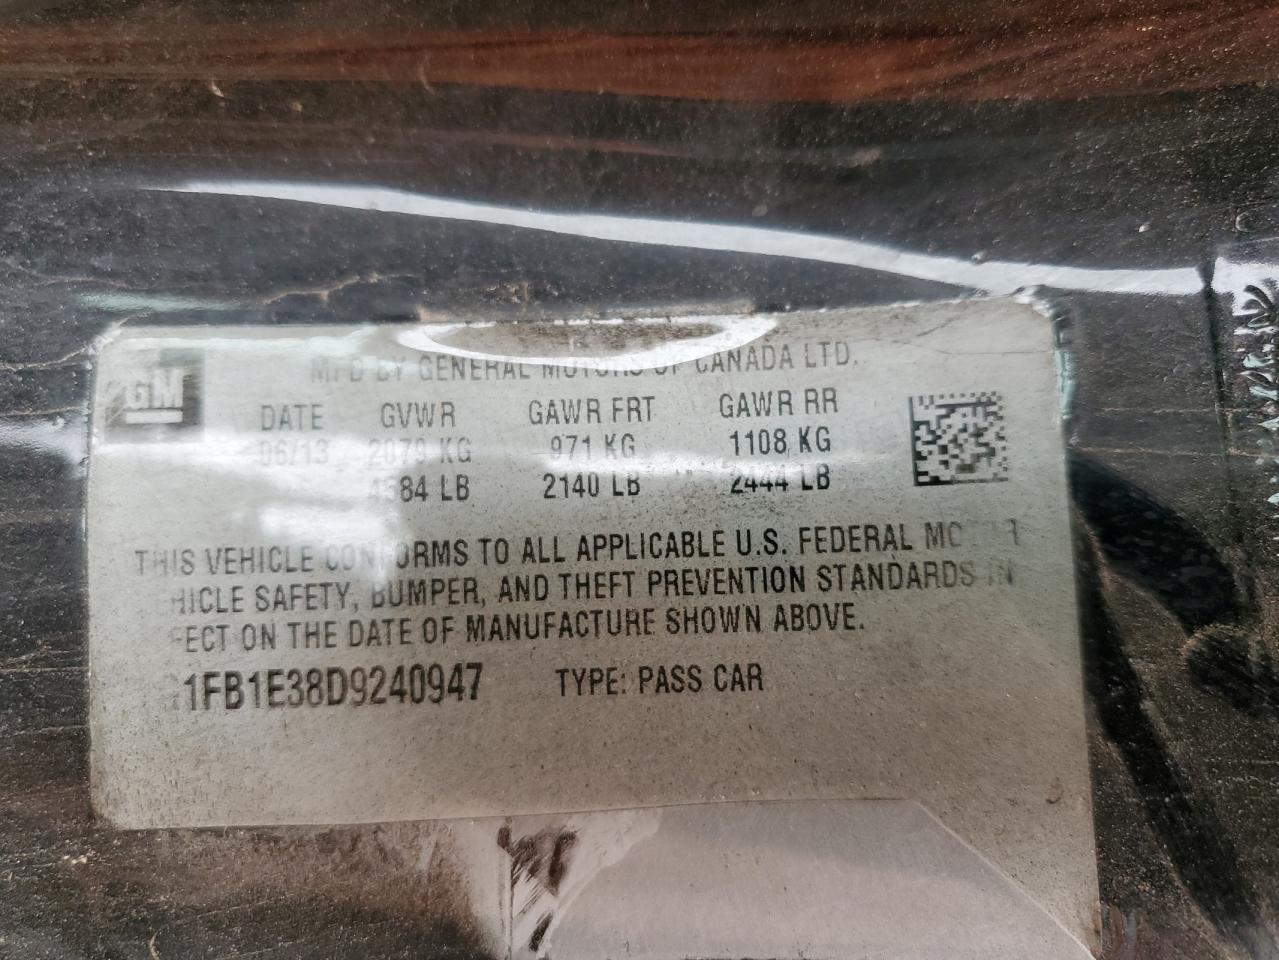 GM
MFD BY GENERAL MOTORS OF CANADA LTD.
DATE GVWR GAWR FRT GAWR RR
06/13 2079 KG 971 KG 1108 KG
4584 LB 2140 LB 2444 LB
THIS VEHICLE CONFORMS TO ALL APPLICABLE U.S. FEDERAL MOTOR
VEHICLE SAFETY, BUMPER, AND THEFT PREVENTION STANDARDS IN
EFFECT ON THE DATE OF MANUFACTURE SHOWN ABOVE.
1FB1E38D9240947 TYPE: PASS CAR